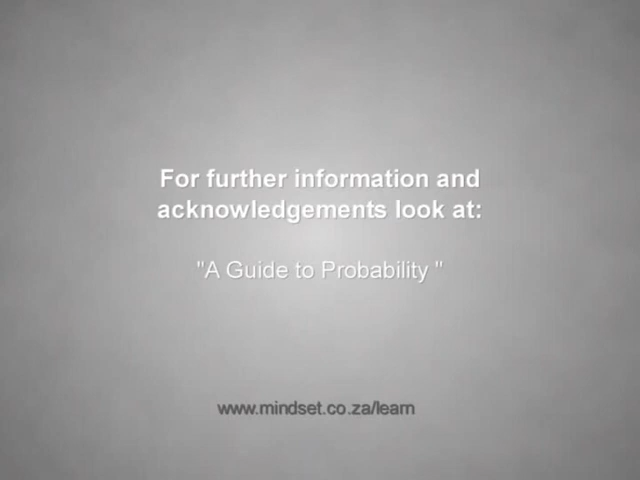 For further information and
acknowledgements look at:
"A Guide to Probability "
www.mindset.co.za/learn